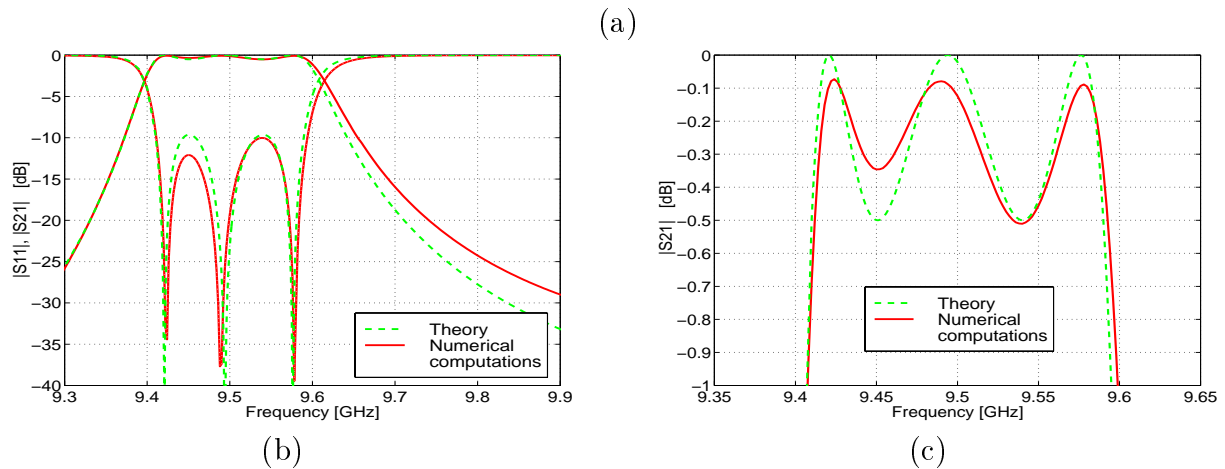 (a)
0
−5
−10
−15
−20
−25
−30
−35
−40
|S11|, |S21| [dB]
Theory
Numerical
computations
9.3 9.4 9.5 9.6 9.7 9.8 9.9
Frequency [GHz]
(b)
0
−0.1
−0.2
−0.3
−0.4
−0.5
−0.6
−0.7
−0.8
−0.9
−1
|S21| [dB]
Theory
Numerical
computations
9.35 9.4 9.45 9.5 9.55 9.6 9.65
Frequency [GHz]
(c)